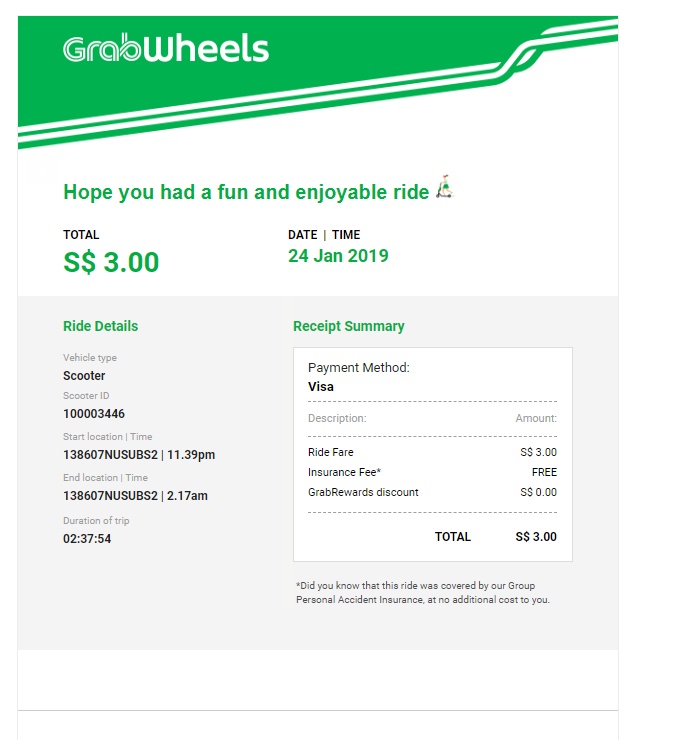 GrabWheels
Hope you had a fun and enjoyable ride
TOTAL
S$ 3.00
DATE | TIME
24 Jan 2019
Ride Details
Vehicle type
Scooter
Scooter ID
100003446
Start location | Time
138607NUSUBS2 | 11.39pm
End location | Time
138607NUSUBS2 | 2.17am
Duration of trip
02:37:54
Receipt Summary
Payment Method:
Visa
Description: Amount:
Ride Fare S$ 3.00
Insurance Fee* FREE
GrabRewards discount S$ 0.00
TOTAL S$ 3.00
*Did you know that this ride was covered by our Group
Personal Accident Insurance, at no additional cost to you.